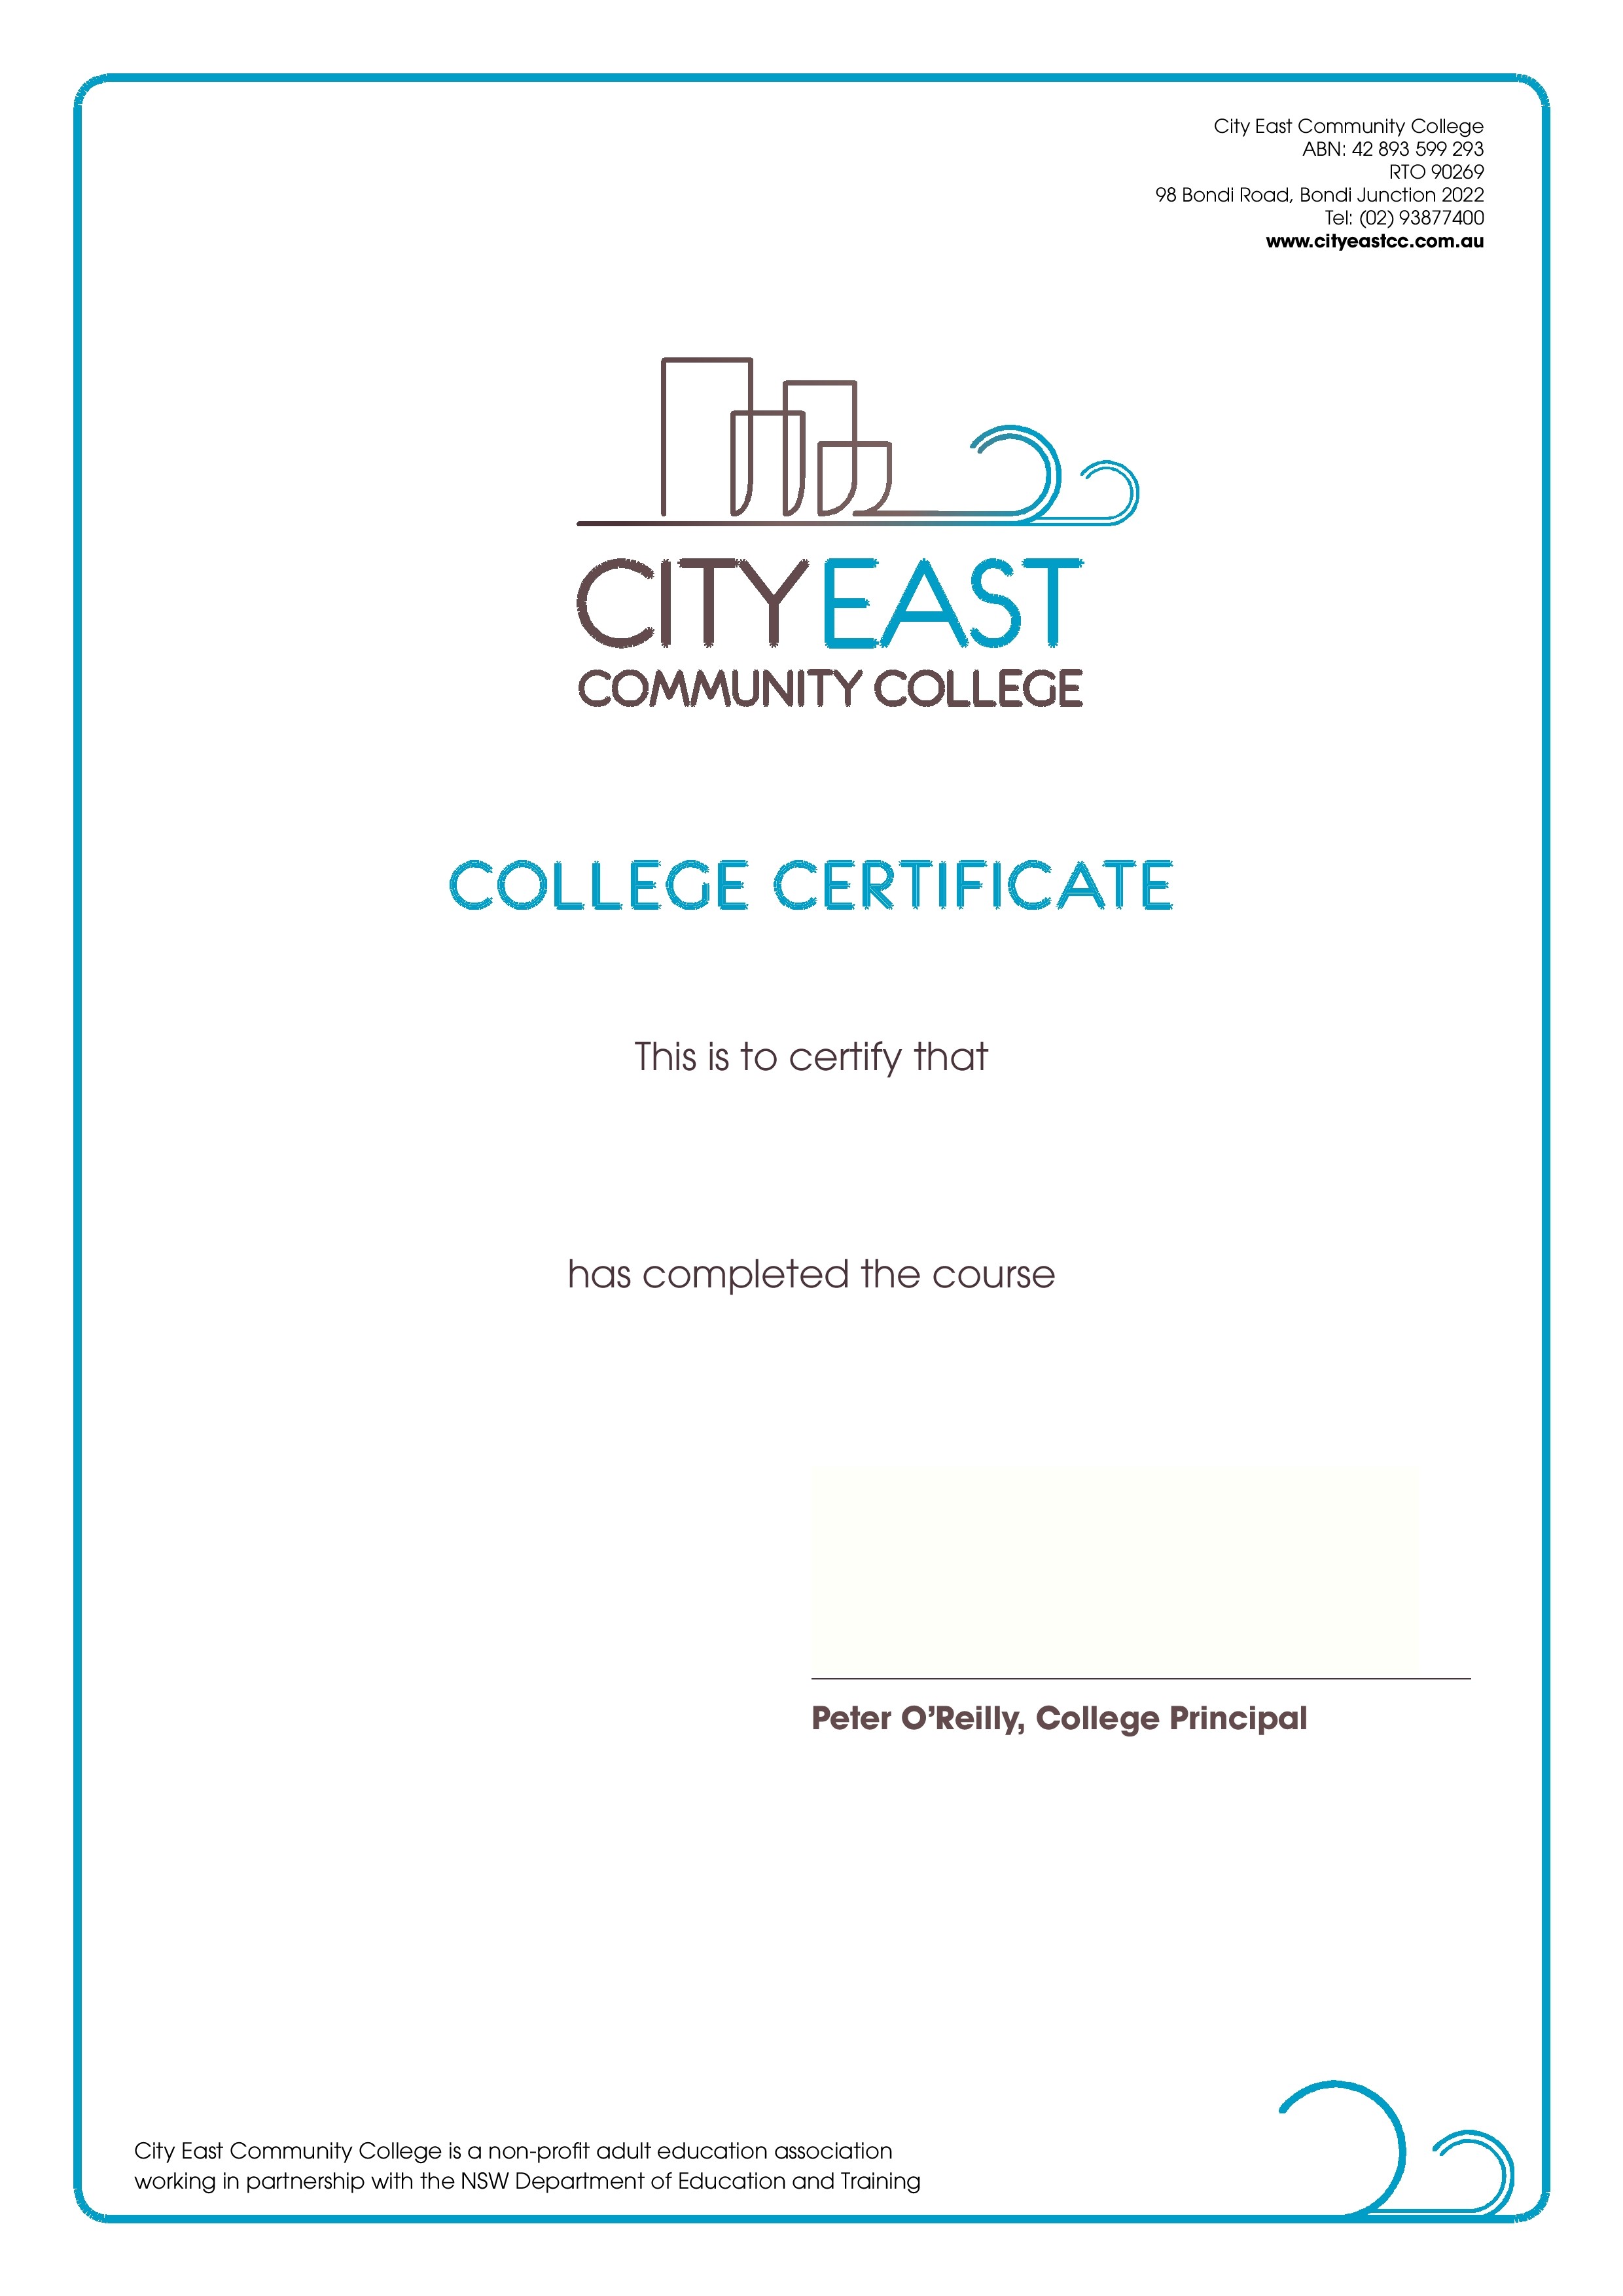 City East Community College
ABN: 42 893 599 293
RTO 90269
98 Bondi Road, Bondi Junction 2022
Tel: (02) 93877400
www.cityeastcc.com.au
CITYEAST
COMMUNITY COLLEGE
COLLEGE CERTIFICATE
This is to certify that
has completed the course
Peter O’Reilly, College Principal
City East Community College is a non-profit adult education association
working in partnership with the NSW Department of Education and Training